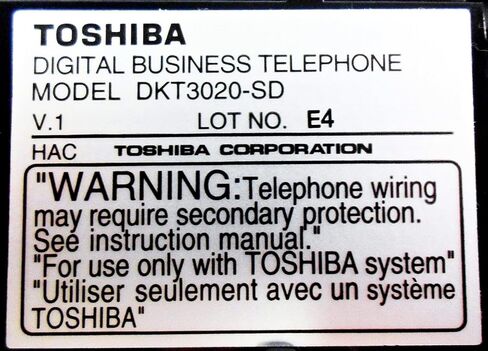 TOSHIBA
DIGITAL BUSINESS TELEPHONE
MODEL DKT3020-SD
V.1 LOT NO. E4
HAC TOSHIBA CORPORATION
"WARNING:Telephone wiring
may require secondary protection.
See instruction manual."
"For use only with TOSHIBA system"
"Utiliser seulement avec un système
TOSHIBA"